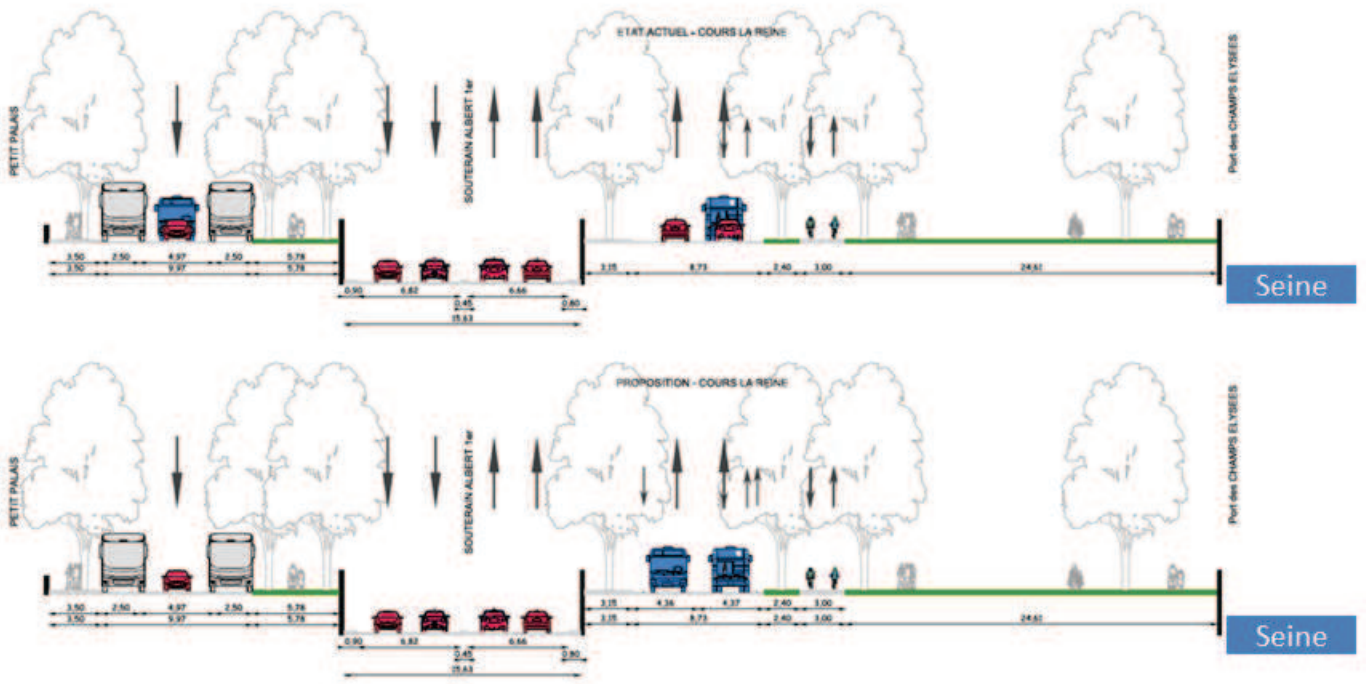 ETAT ACTUEL - COURS LA REINE
PETIT PALAIS
SOUTERAIN ALBERT 1er
Port des CHAMPS ELYSEES
3.50 2.50 4.97 2.50 5.78
3.50 9.97 5.78
0.90 6.82 6.66
0.45 0.80
15.63
3.15 8.73 2.40 3.00 24.61
Seine
PROPOSITION - COURS LA REINE
PETIT PALAIS
SOUTERAIN ALBERT 1er
Port des CHAMPS ELYSEES
3.50 2.50 4.97 2.50 5.78
3.50 9.97 5.78
0.90 6.82 6.66
0.45 0.80
15.63
3.15 4.36 4.37 2.40 3.00
3.15 8.73 2.40 3.00 24.61
Seine